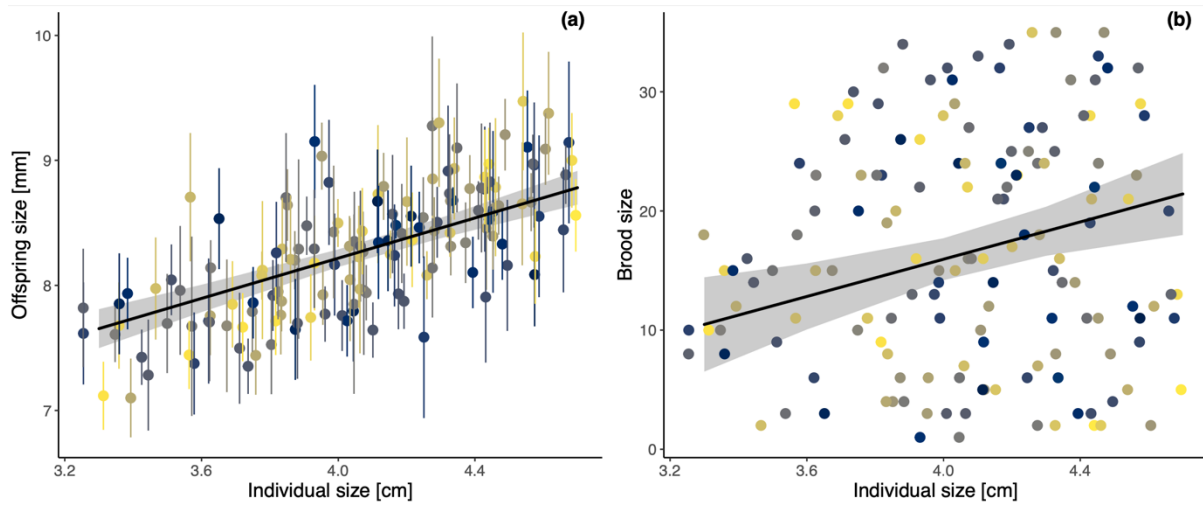 (a)
Offspring size [mm]
10
9
8
7
3.2 3.6 4.0 4.4
Individual size [cm]
(b)
Brood size
30
20
10
0
3.2 3.6 4.0 4.4
Individual size [cm]